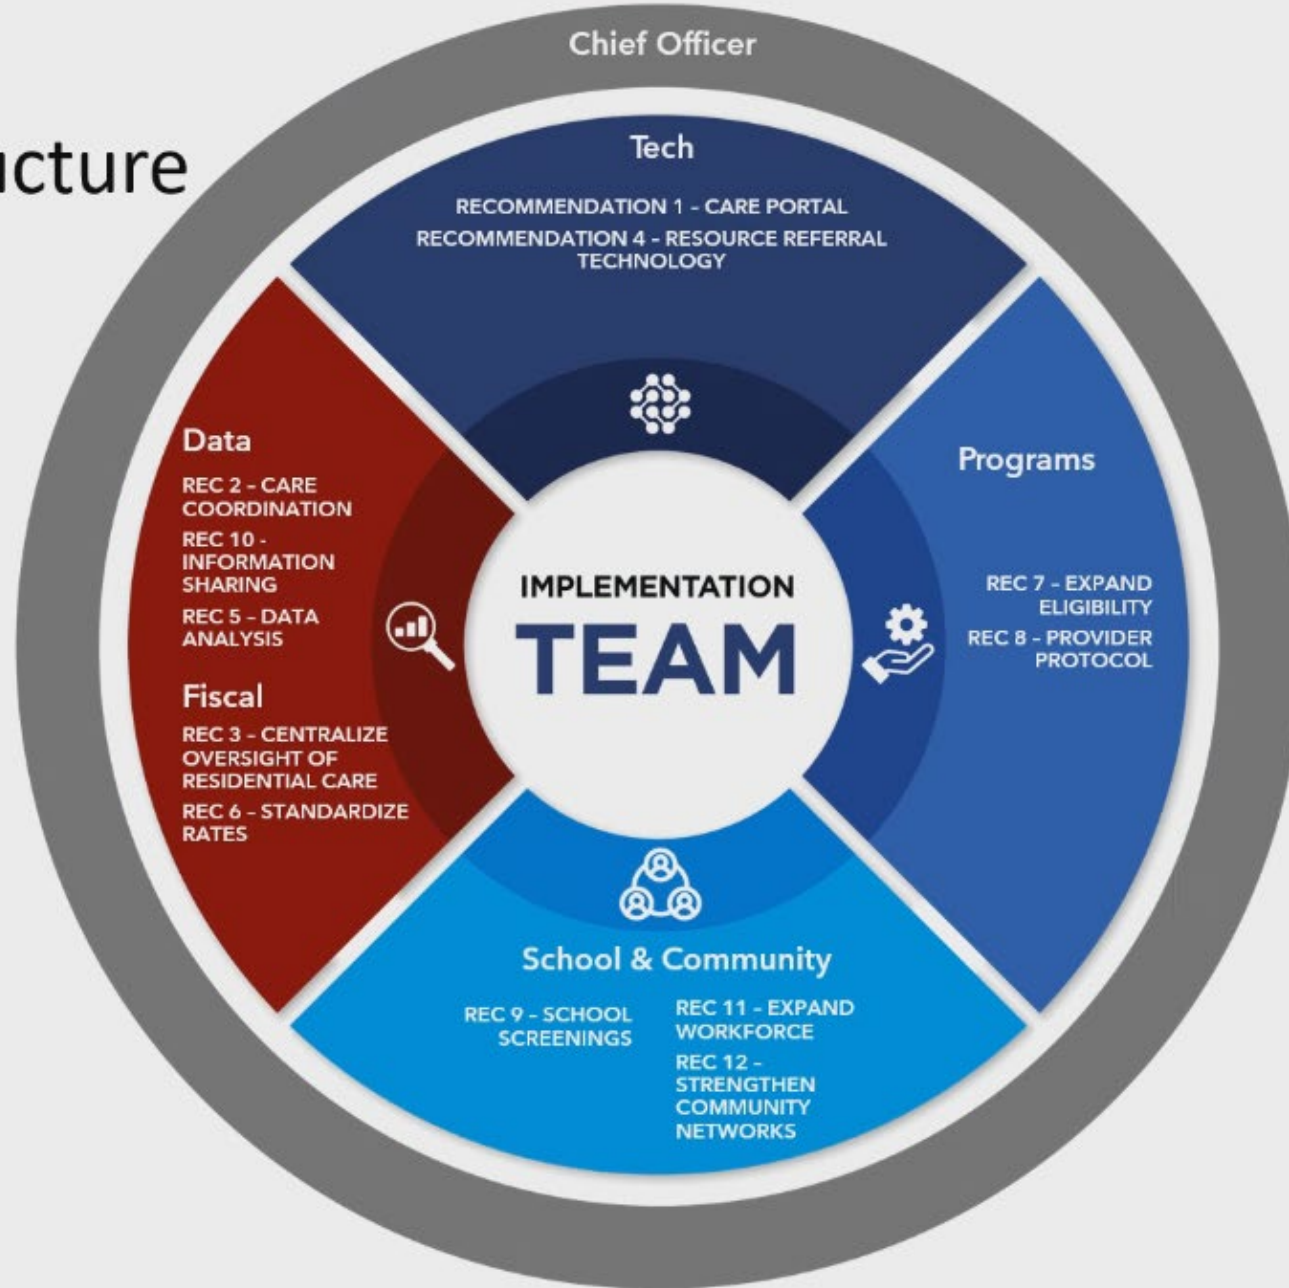 Chief Officer
ucture
Tech
RECOMMENDATION 1 – CARE PORTAL
RECOMMENDATION 4 – RESOURCE REFERRAL
TECHNOLOGY
Data
REC 2 – CARE
COORDINATION
REC 10 -
INFORMATION
SHARING
REC 5 – DATA
ANALYSIS
Fiscal
REC 3 – CENTRALIZE
OVERSIGHT OF
RESIDENTIAL CARE
REC 6 – STANDARDIZE
RATES
IMPLEMENTATION
TEAM
Programs
REC 7 – EXPAND
ELIGIBILITY
REC 8 – PROVIDER
PROTOCOL
School & Community
REC 9 – SCHOOL
SCREENINGS
REC 11 – EXPAND
WORKFORCE
REC 12 –
STRENGTHEN
COMMUNITY
NETWORKS